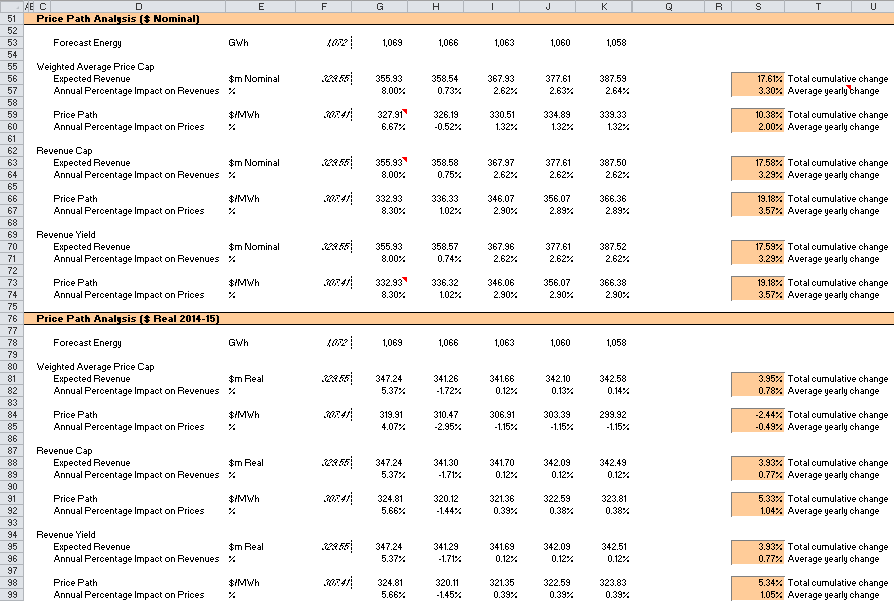 A B C D E F G H I J K Q R S T U
51 Price Path Analysis ($ Nominal)
52
53 Forecast Energy GWh 1,072 1,069 1,066 1,063 1,060 1,058
54
55 Weighted Average Price Cap
56 Expected Revenue $m Nominal 329.55 355.93 358.54 367.93 377.61 387.59 17.61% Total cumulative change
57 Annual Percentage Impact on Revenues % 8.00% 0.73% 2.62% 2.63% 2.64% 3.30% Average yearly change
58
59 Price Path $/MWh 307.41 327.91 326.19 330.51 334.89 339.33 10.38% Total cumulative change
60 Annual Percentage Impact on Prices % 6.67% -0.52% 1.32% 1.32% 1.32% 2.00% Average yearly change
61
62 Revenue Cap
63 Expected Revenue $m Nominal 329.55 355.93 358.58 367.97 377.61 387.50 17.58% Total cumulative change
64 Annual Percentage Impact on Revenues % 8.00% 0.75% 2.62% 2.62% 2.62% 3.29% Average yearly change
65
66 Price Path $/MWh 307.41 332.93 336.33 346.07 356.07 366.36 19.18% Total cumulative change
67 Annual Percentage Impact on Prices % 8.30% 1.02% 2.90% 2.89% 2.89% 3.57% Average yearly change
68
69 Revenue Yield
70 Expected Revenue $m Nominal 329.55 355.93 358.57 367.96 377.61 387.52 17.59% Total cumulative change
71 Annual Percentage Impact on Revenues % 8.00% 0.74% 2.62% 2.62% 2.62% 3.29% Average yearly change
72
73 Price Path $/MWh 307.41 332.93 336.32 346.06 356.07 366.38 19.18% Total cumulative change
74 Annual Percentage Impact on Prices % 8.30% 1.02% 2.90% 2.90% 2.90% 3.57% Average yearly change
75
76 Price Path Analysis ($ Real 2014-15)
77
78 Forecast Energy GWh 1,072 1,069 1,066 1,063 1,060 1,058
79
80 Weighted Average Price Cap
81 Expected Revenue $m Real 329.55 347.24 341.26 341.66 342.10 342.58 3.95% Total cumulative change
82 Annual Percentage Impact on Revenues % 5.37% -1.72% 0.12% 0.13% 0.14% 0.78% Average yearly change
83
84 Price Path $/MWh 307.41 319.91 310.47 306.91 303.39 299.92 -2.44% Total cumulative change
85 Annual Percentage Impact on Prices % 4.07% -2.95% -1.15% -1.15% -1.15% -0.49% Average yearly change
86
87 Revenue Cap
88 Expected Revenue $m Real 329.55 347.24 341.30 341.70 342.09 342.49 3.93% Total cumulative change
89 Annual Percentage Impact on Revenues % 5.37% -1.71% 0.12% 0.12% 0.12% 0.77% Average yearly change
90
91 Price Path $/MWh 307.41 324.81 320.12 321.36 322.59 323.81 5.33% Total cumulative change
92 Annual Percentage Impact on Prices % 5.66% -1.44% 0.39% 0.38% 0.38% 1.04% Average yearly change
93
94 Revenue Yield
95 Expected Revenue $m Real 329.55 347.24 341.29 341.69 342.09 342.51 3.93% Total cumulative change
96 Annual Percentage Impact on Revenues % 5.37% -1.71% 0.12% 0.12% 0.12% 0.77% Average yearly change
97
98 Price Path $/MWh 307.41 324.81 320.11 321.35 322.59 323.83 5.34% Total cumulative change
99 Annual Percentage Impact on Prices % 5.66% -1.45% 0.39% 0.39% 0.39% 1.05% Average yearly change